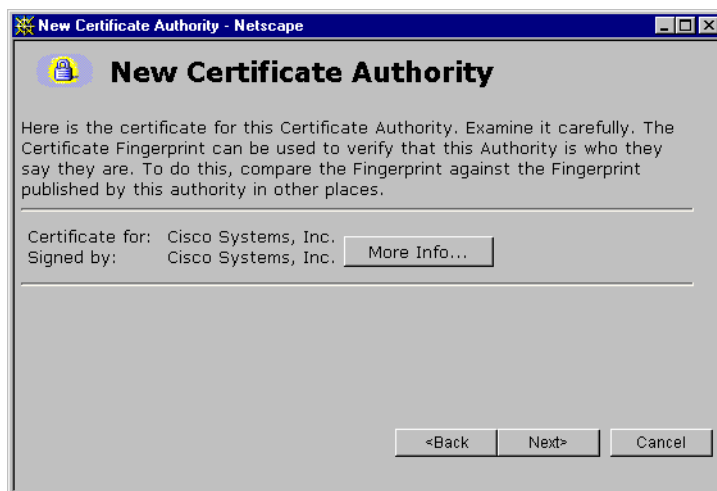 New Certificate Authority - Netscape
New Certificate Authority
Here is the certificate for this Certificate Authority. Examine it carefully. The
Certificate Fingerprint can be used to verify that this Authority is who they
say they are. To do this, compare the Fingerprint against the Fingerprint
published by this authority in other places.
Certificate for: Cisco Systems, Inc.
Signed by: Cisco Systems, Inc. More Info...
<Back Next> Cancel